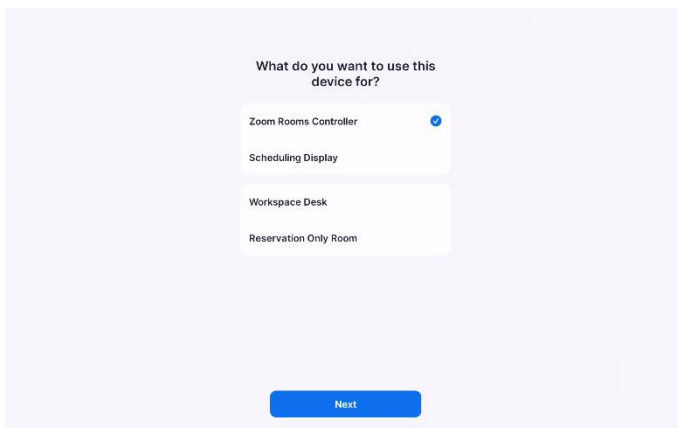 What do you want to use this
device for?
Zoom Rooms Controller
Scheduling Display
Workspace Desk
Reservation Only Room
Next